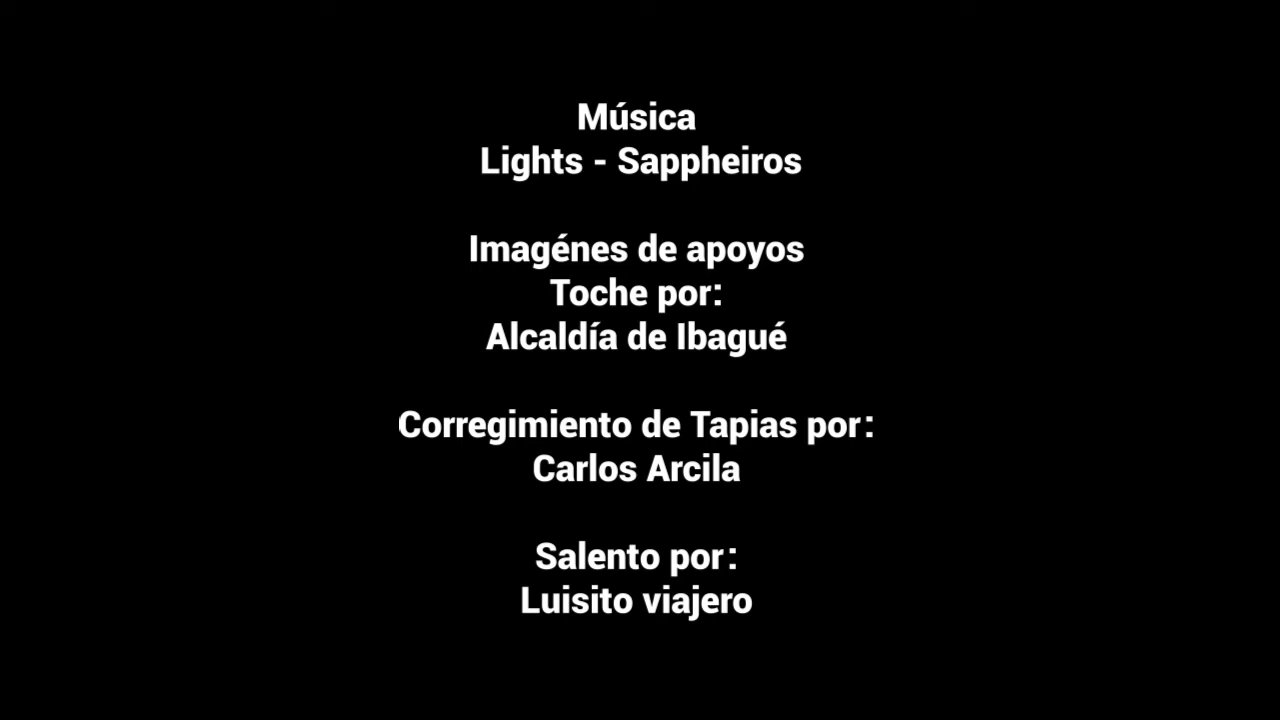 Música
Lights - Sappheiros
Imagénes de apoyos
Toche por:
Alcaldía de Ibagué
Corregimiento de Tapias por:
Carlos Arcila
Salento por:
Luisito viajero